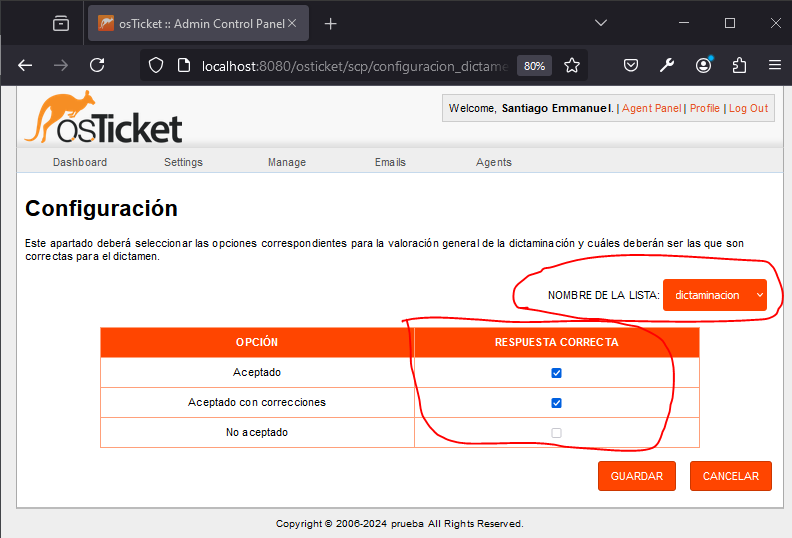 osTicket :: Admin Control Panel
localhost:8080/osticket/scp/configuracion_dictame
80%
osTicket
Welcome, Santiago Emmanuel. | Agent Panel | Profile | Log Out
Dashboard Settings Manage Emails Agents
Configuración
Este apartado deberá seleccionar las opciones correspondientes para la valoración general de la dictaminación y cuáles deberán ser las que son
correctas para el dictamen.
NOMBRE DE LA LISTA: dictaminacion
OPCIÓN RESPUESTA CORRECTA
Aceptado
Aceptado con correcciones
No aceptado
GUARDAR CANCELAR
Copyright © 2006-2024 prueba All Rights Reserved.